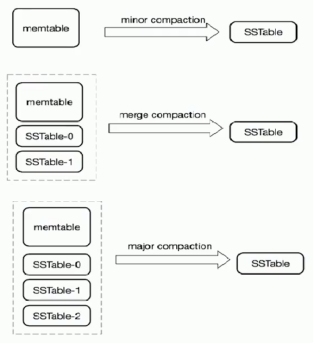 memtable
minor compaction
SSTable
memtable
SSTable-0
SSTable-1
merge compaction
SSTable
memtable
SSTable-0
SSTable-1
SSTable-2
major compaction
SSTable